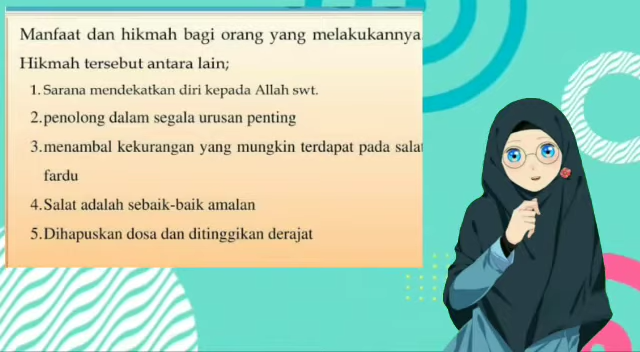 Manfaat dan hikmah bagi orang yang melakukannya.
Hikmah tersebut antara lain;
1. Sarana mendekatkan diri kepada Allah swt.
2.penolong dalam segala urusan penting
3.menambal kekurangan yang mungkin terdapat pada salat
fardu
4.Salat adalah sebaik-baik amalan
5.Dihapuskan dosa dan ditinggikan derajat